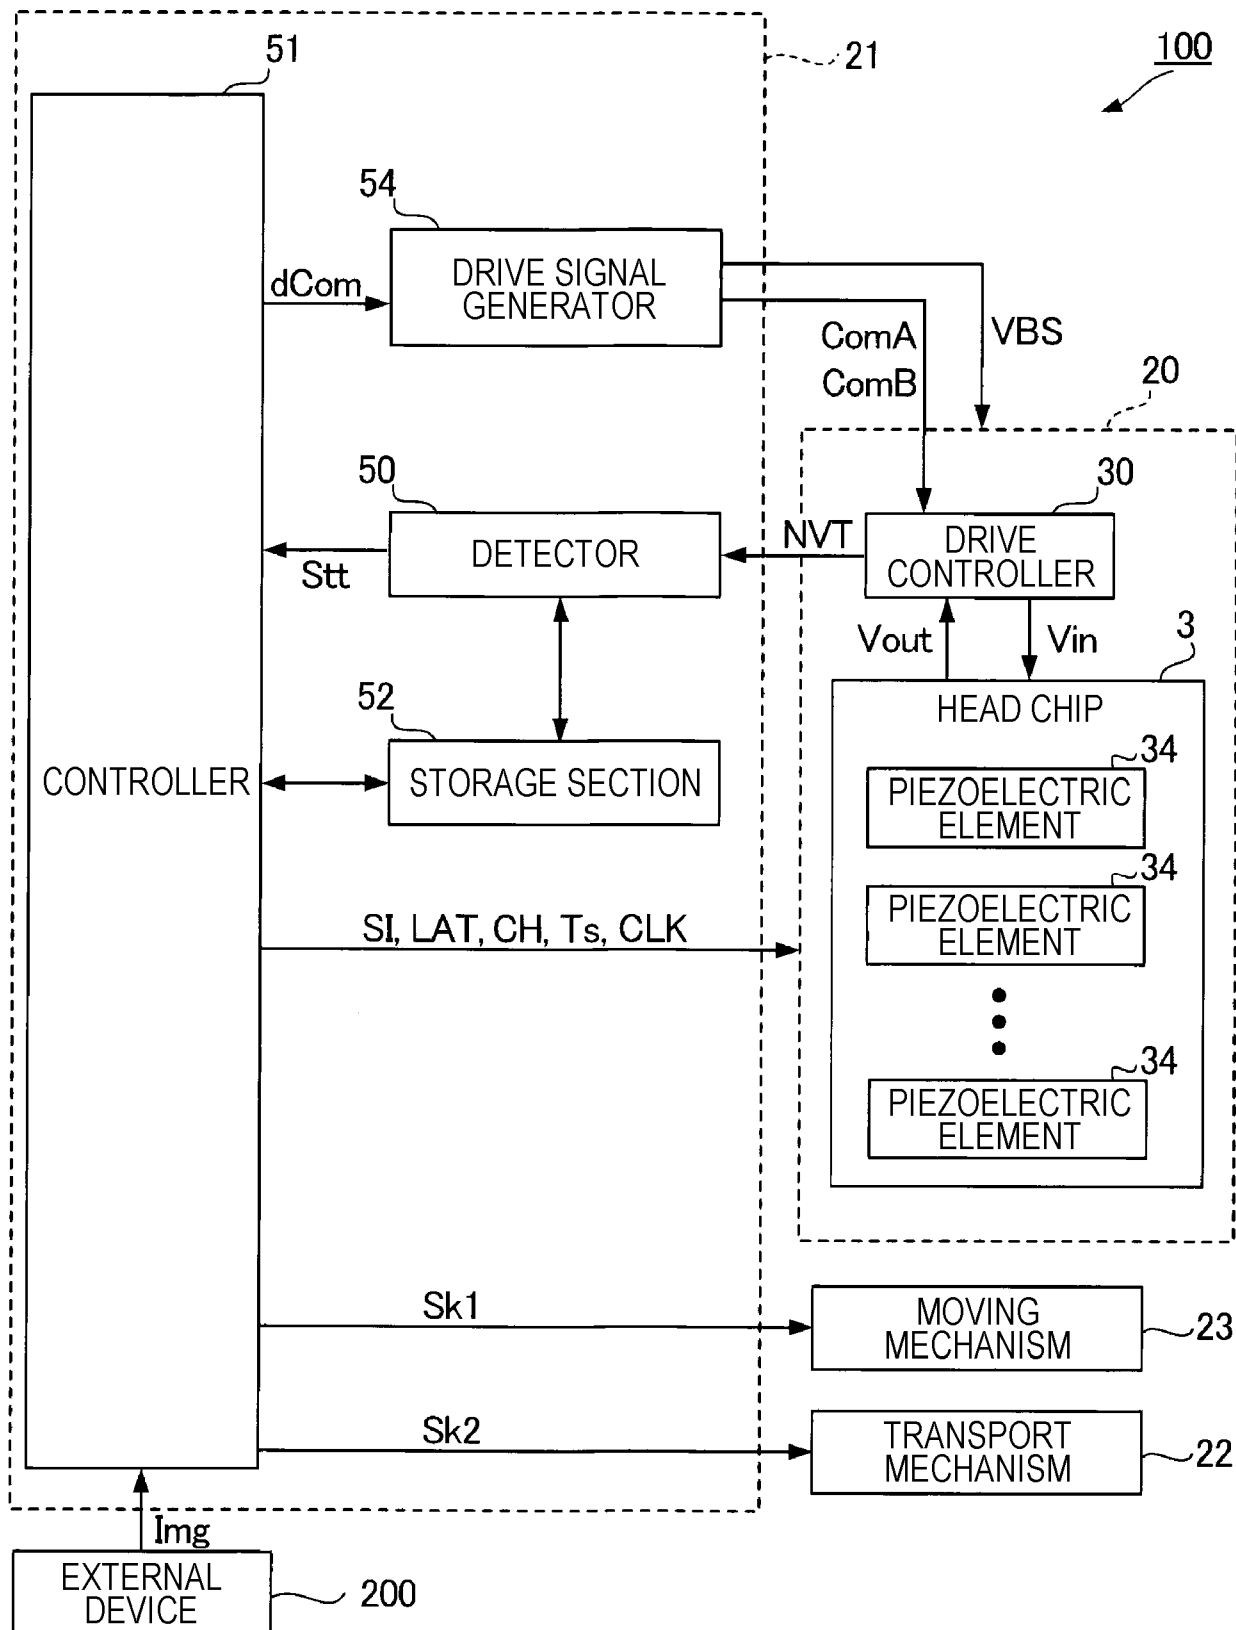 51
21
100
54
DRIVE SIGNAL
GENERATOR
dCom
ComA
ComB
VBS
20
50
30
DETECTOR
NVT
DRIVE
CONTROLLER
Stt
Vout
Vin
3
52
HEAD CHIP
CONTROLLER
STORAGE SECTION
34
PIEZOELECTRIC
ELEMENT
34
PIEZOELECTRIC
ELEMENT
SI, LAT, CH, Ts, CLK
34
PIEZOELECTRIC
ELEMENT
Sk1
MOVING
MECHANISM
23
Sk2
TRANSPORT
MECHANISM
22
Img
EXTERNAL
DEVICE
200